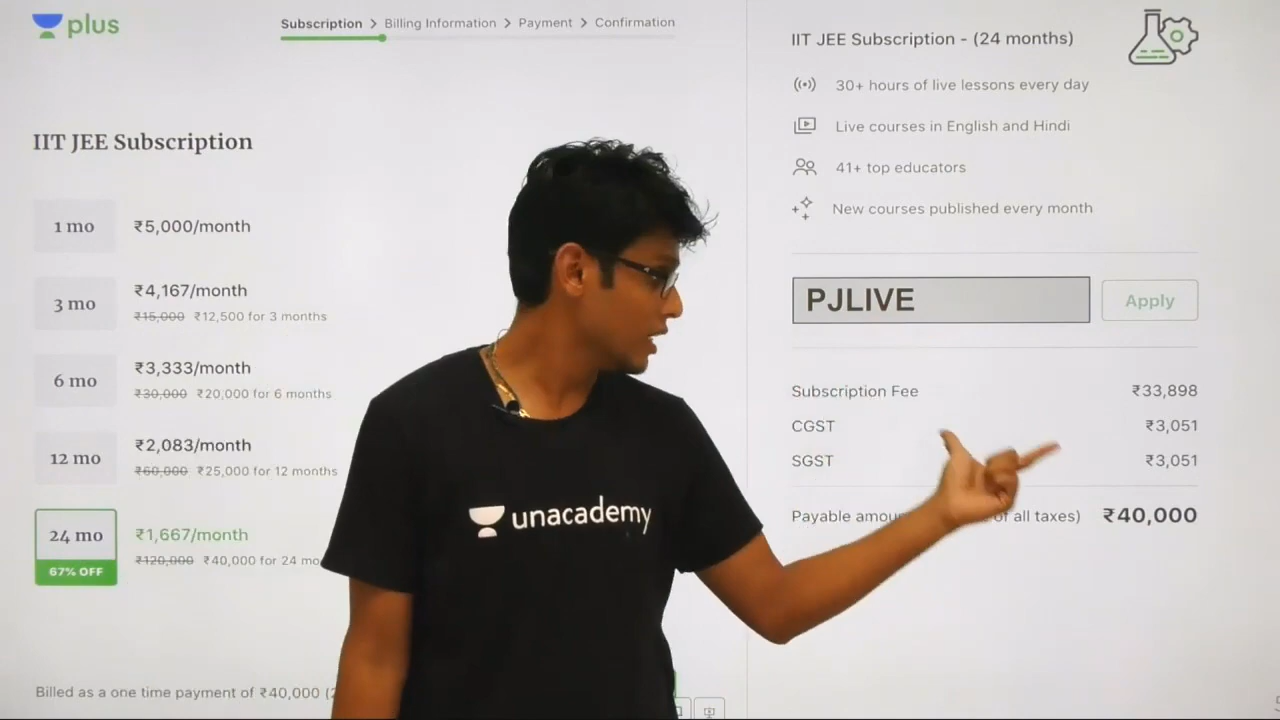 plus
Subscription > Billing Information > Payment > Confirmation
IIT JEE Subscription
1 mo ₹5,000/month
3 mo ₹4,167/month
₹15,000 ₹12,500 for 3 months
6 mo ₹3,333/month
₹30,000 ₹20,000 for 6 months
12 mo ₹2,083/month
₹60,000 ₹25,000 for 12 months
24 mo ₹1,667/month
67% OFF ₹120,000 ₹40,000 for 24
Billed as a one time payment of ₹40,000
unacademy
IIT JEE Subscription - (24 months)
30+ hours of live lessons every day
Live courses in English and Hindi
41+ top educators
New courses published every month
PJLIVE Apply
Subscription Fee ₹33,898
CGST ₹3,051
SGST ₹3,051
Payable of all taxes) ₹40,000